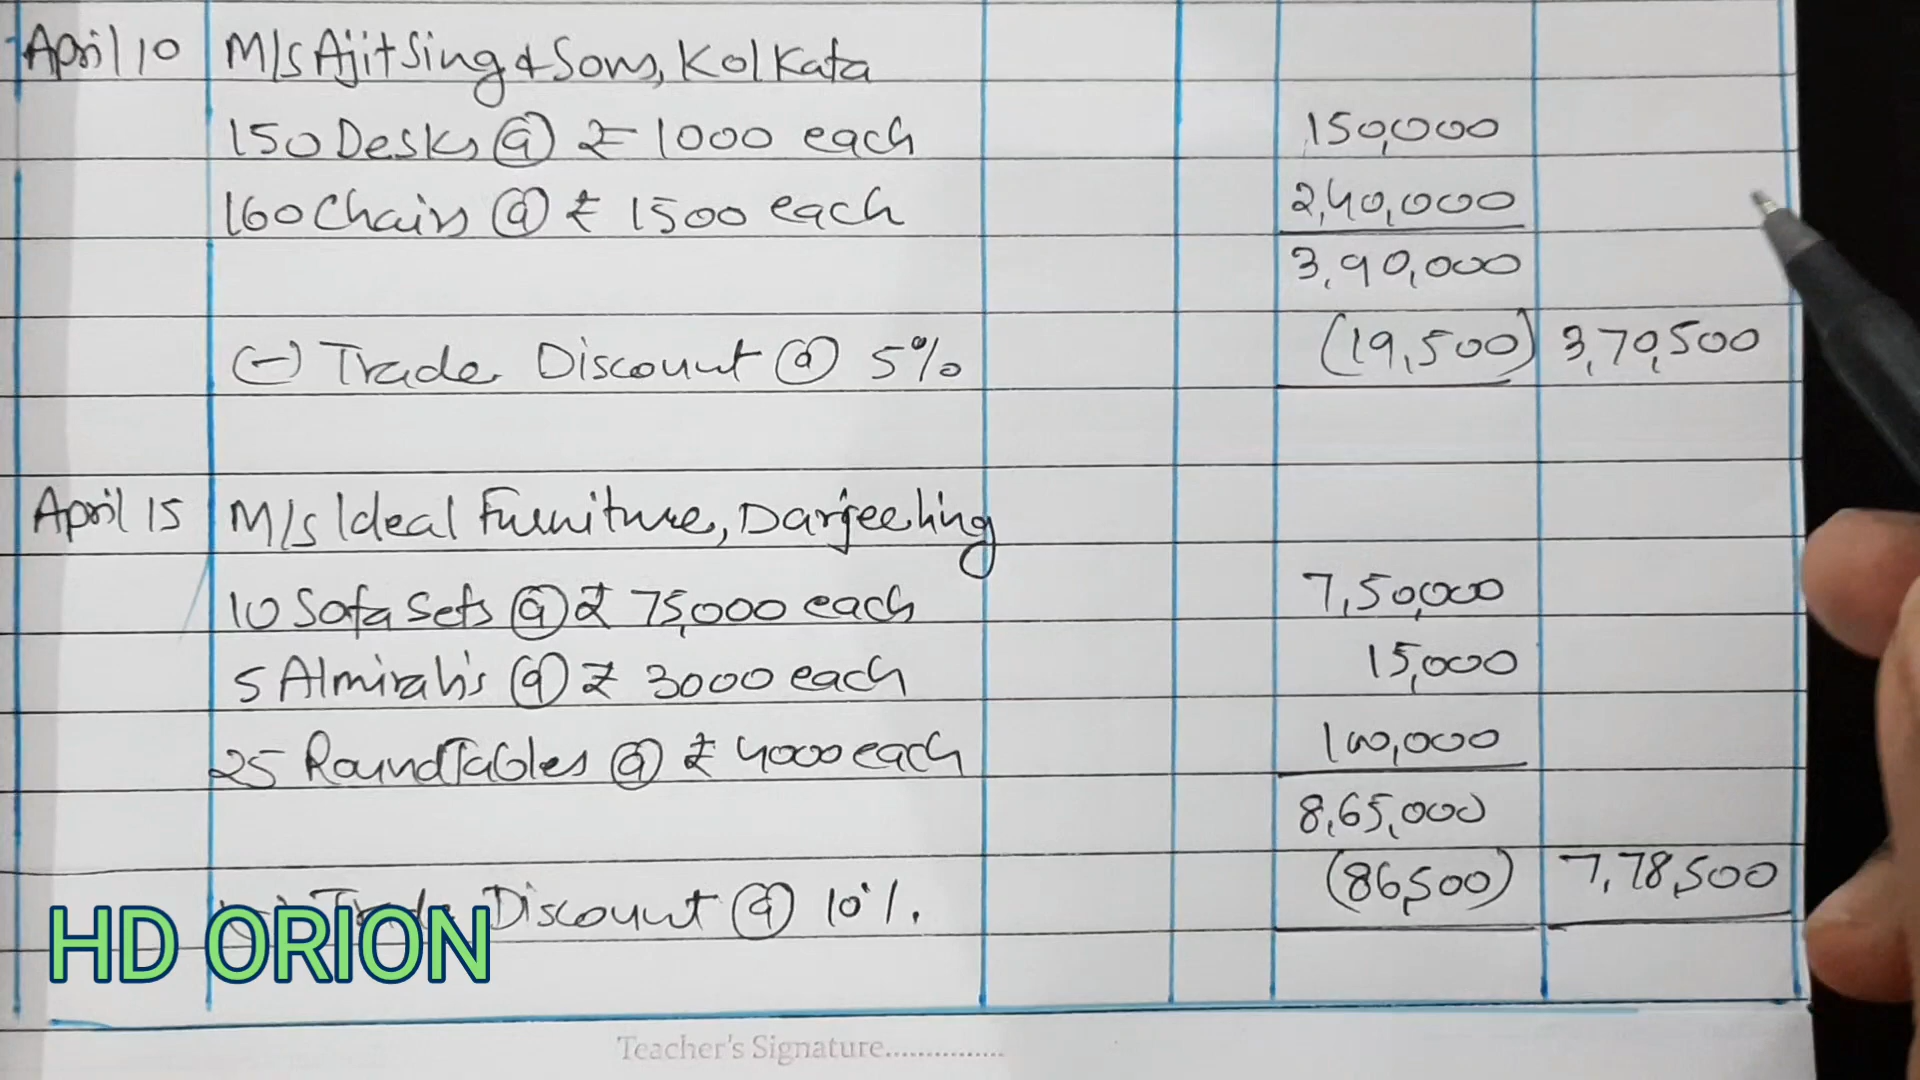 April 10 M/s Ajit Sing & Sons, Kolkata
150 Desks @ ₹ 1000 each 150,000
160 Chairs @ ₹ 1500 each 2,40,000
3,90,000
(-) Trade Discount @ 5% (19,500) 3,70,500
April 15 M/s Ideal Furniture, Darjeeling
10 Sofa Sets @ ₹ 75,000 each 7,50,000
5 Almirah's @ ₹ 3000 each 15,000
25 Round Tables @ ₹ 4000 each 100,000
8,65,000
(-) Trade Discount @ 10%. (86,500) 7,78,500
HD ORION
Teacher's Signature...............